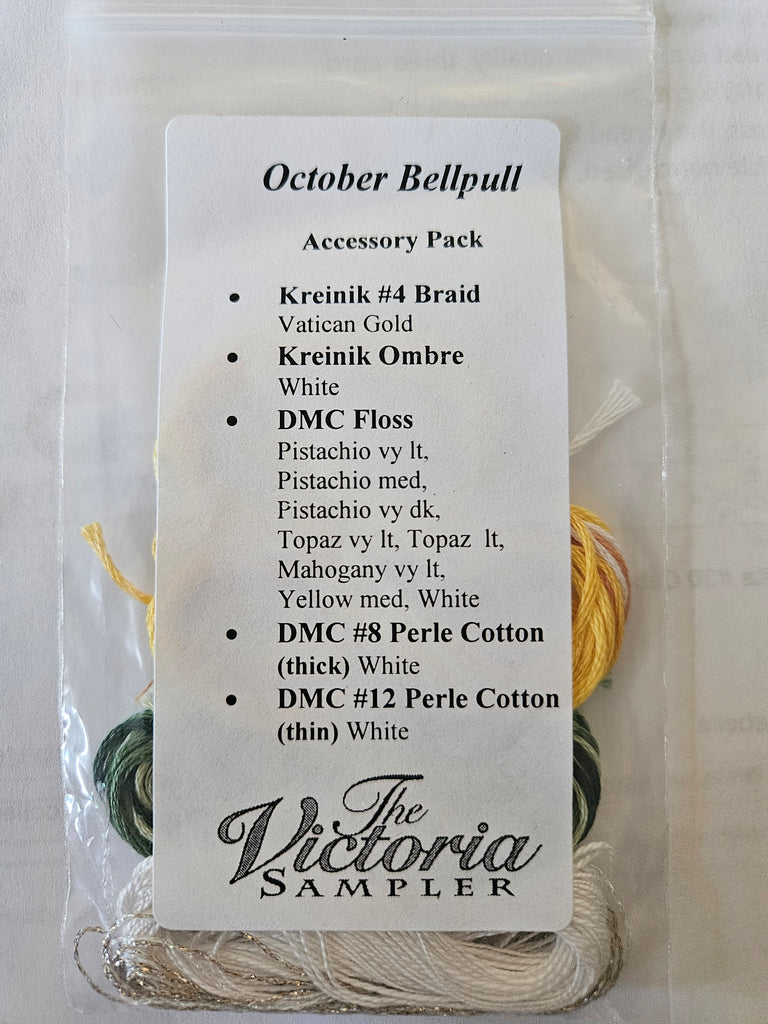 October Bellpull
Accessory Pack
• Kreinik #4 Braid
Vatican Gold
• Kreinik Ombre
White
• DMC Floss
Pistachio vy lt,
Pistachio med,
Pistachio vy dk,
Topaz vy lt, Topaz lt,
Mahogany vy lt,
Yellow med, White
• DMC #8 Perle Cotton
(thick) White
• DMC #12 Perle Cotton
(thin) White
The
Victoria
SAMPLER